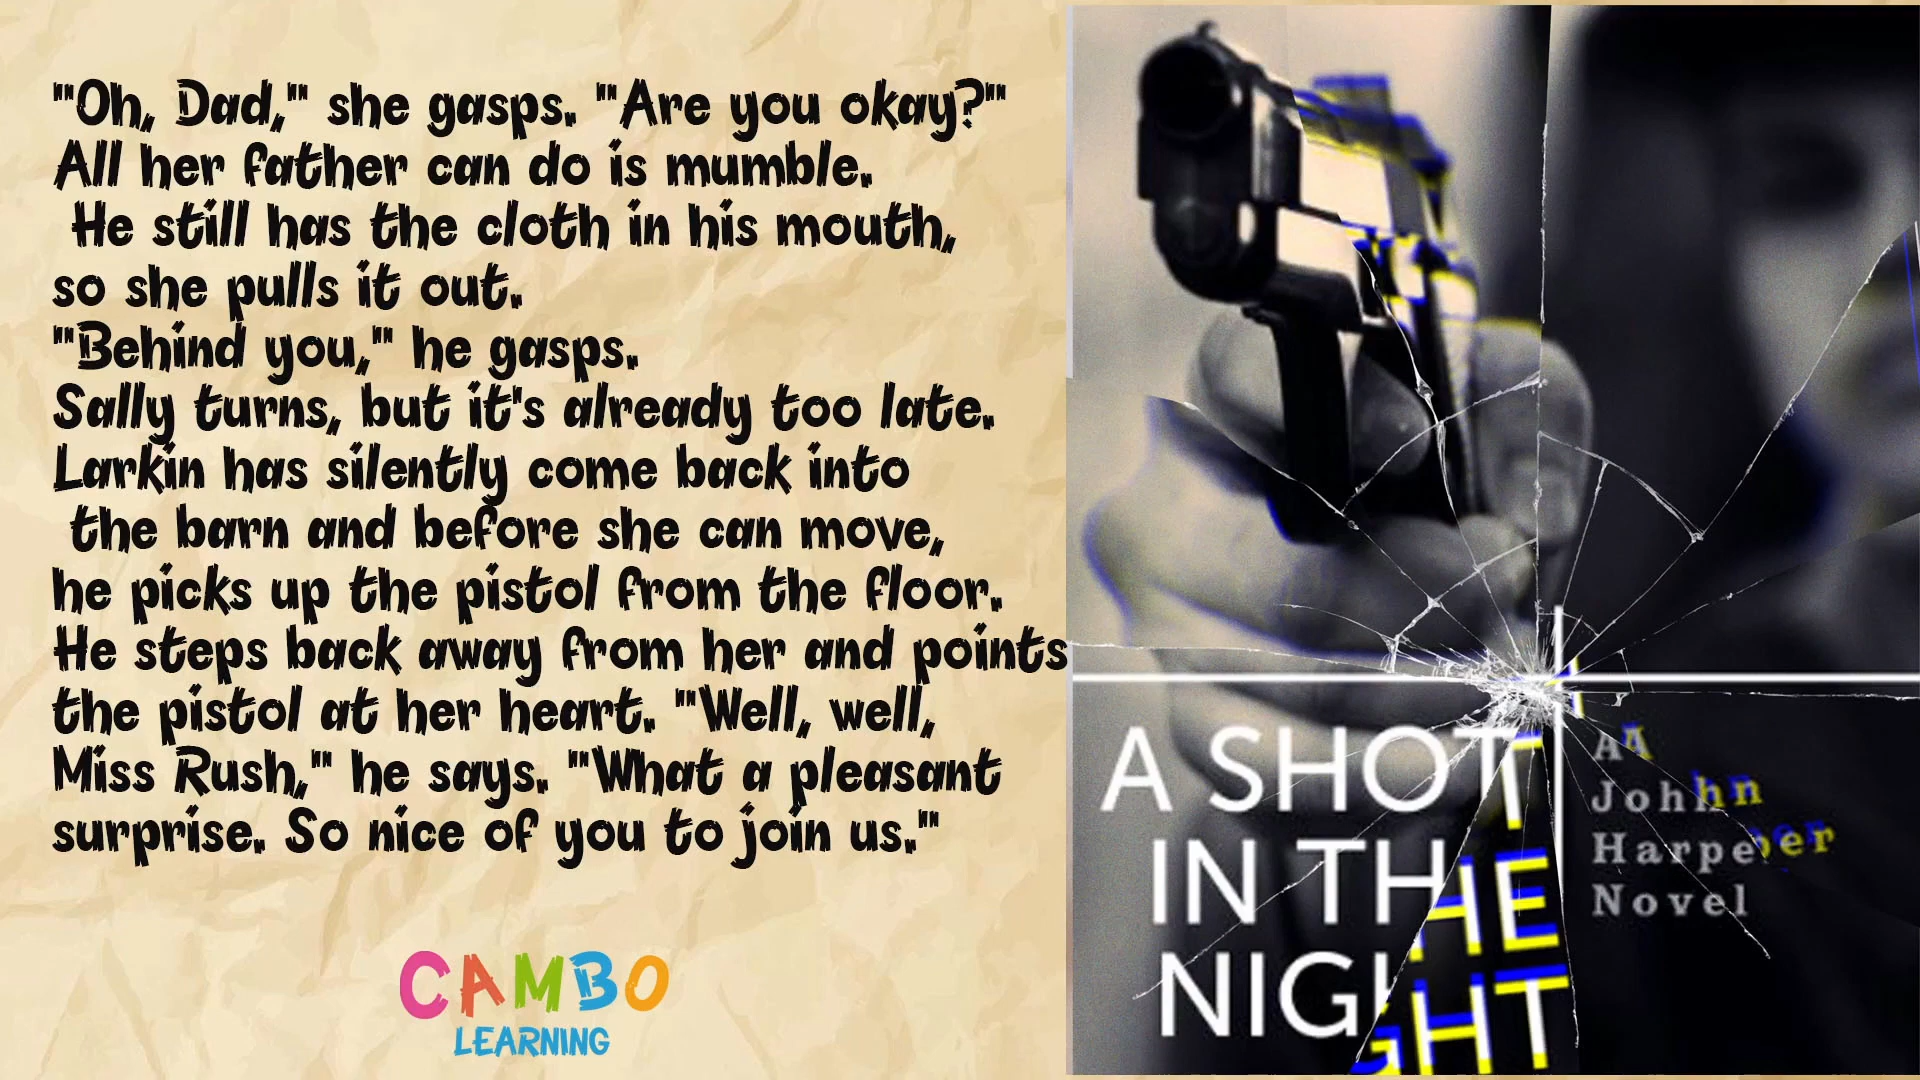 "Oh, Dad," she gasps. "Are you okay?"
All her father can do is mumble.
He still has the cloth in his mouth,
so she pulls it out.
"Behind you," he gasps.
Sally turns, but it's already too late.
Larkin has silently come back into
the barn and before she can move,
he picks up the pistol from the floor.
He steps back away from her and points
the pistol at her heart. "Well, well,
Miss Rush," he says. "What a pleasant
surprise. So nice of you to join us."
CAMBO
LEARNING
A SHOT
IN THE
NIGHT
A
John
Harper
Novel